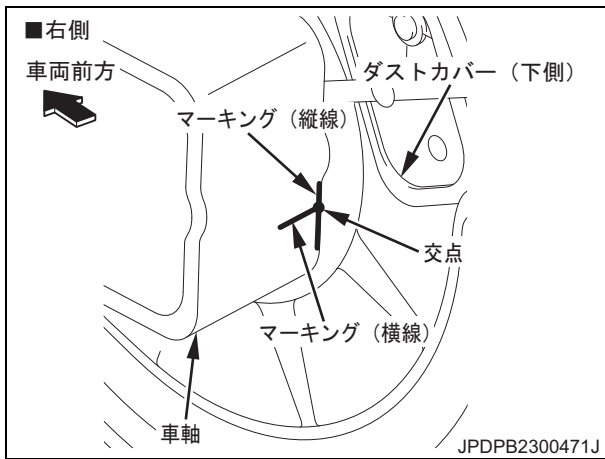 ■右側
車両前方
ダストカバー（下側）
マーキング（縦線）
交点
マーキング（横線）
車軸
JPDPB2300471J